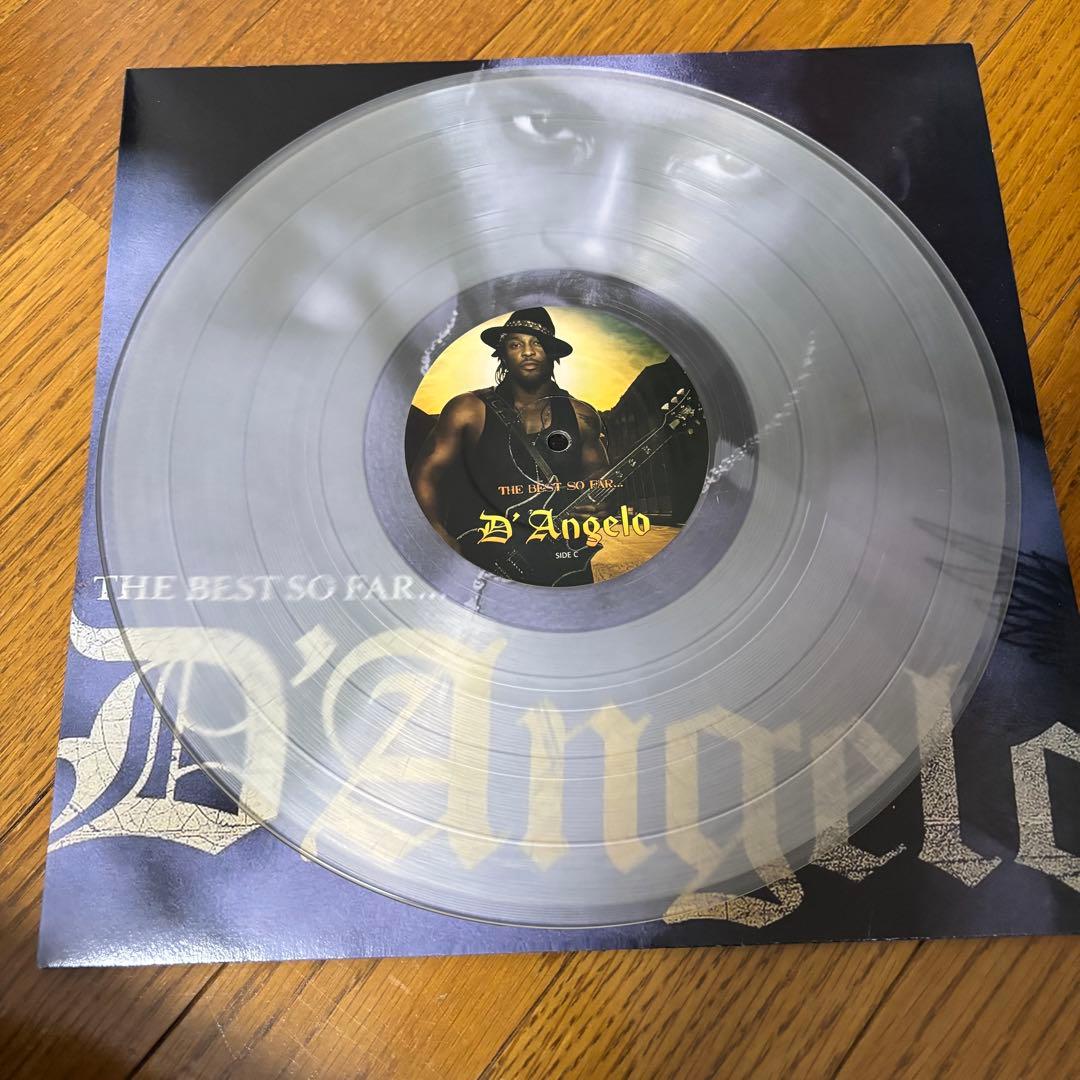 THE BEST SO FAR...
D'Angelo
SIDE C
THE BEST SO FAR...
D'Angelo